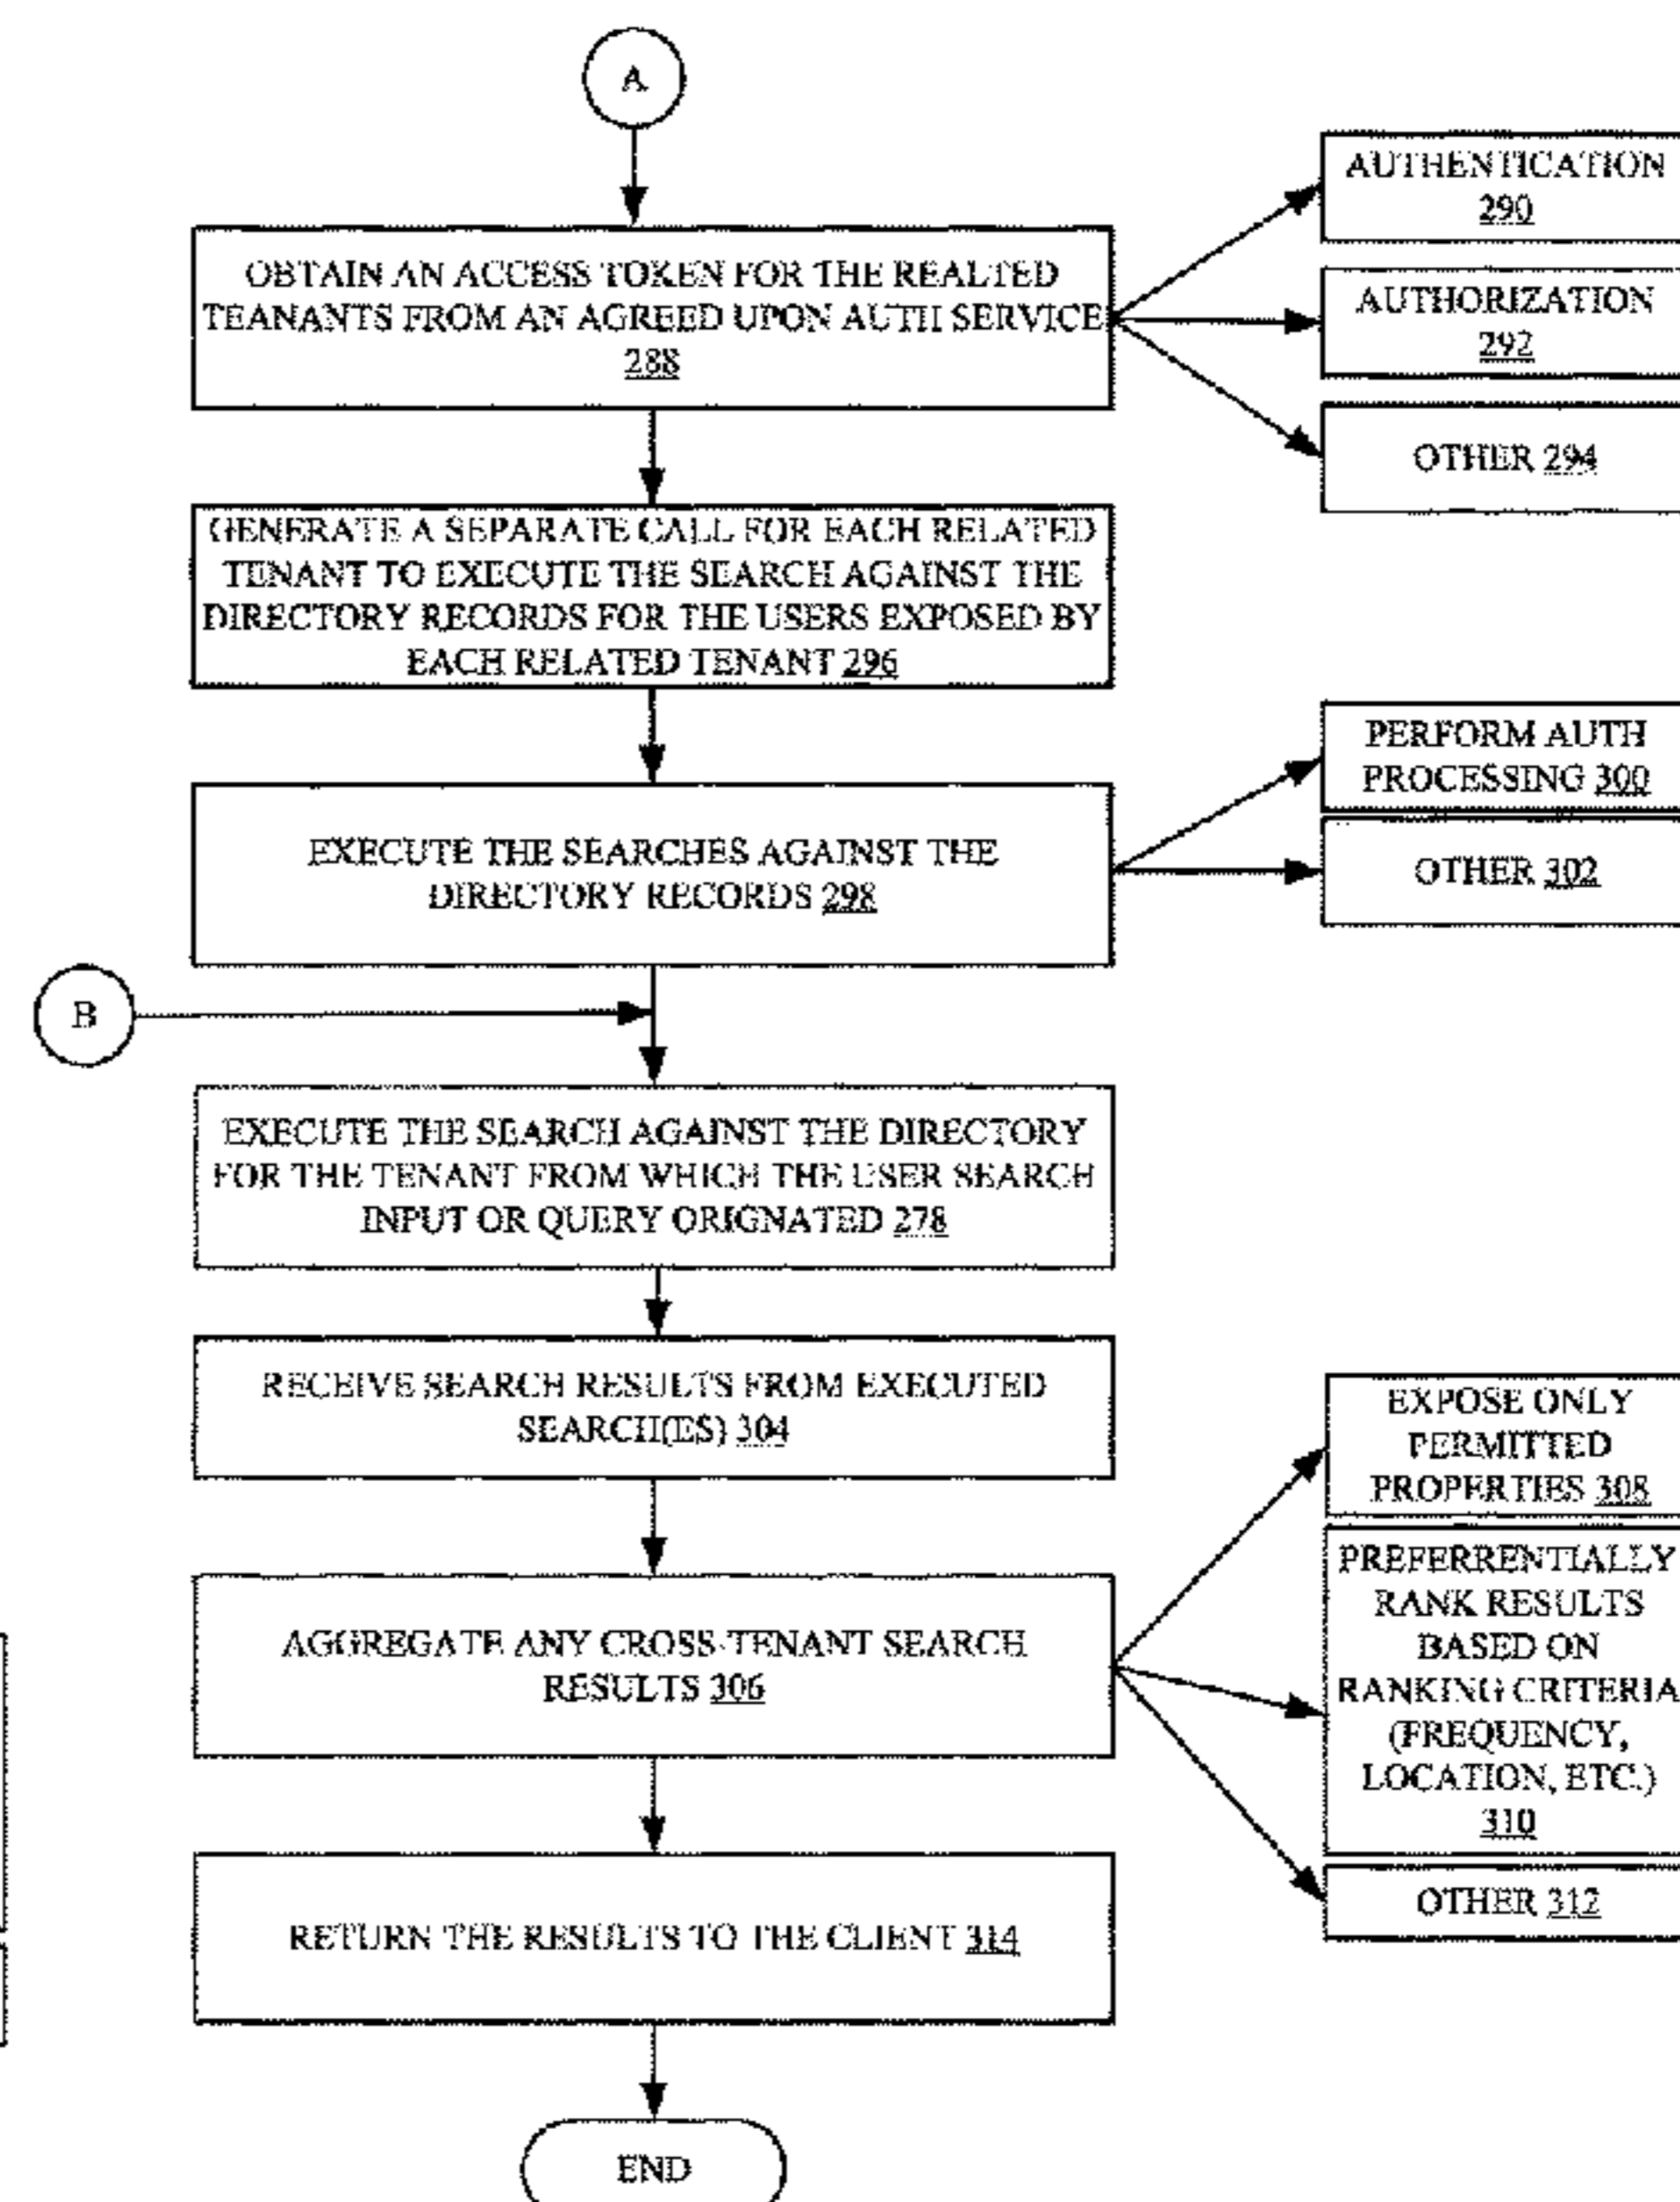 A
OBTAIN AN ACCESS TOKEN FOR THE REALTED
TEANANTS FROM AN AGREED UPON AUTH SERVICE
288
AUTHENTICATION
290
AUTHORIZATION
292
OTHER 294
GENERATE A SEPARATE CALL FOR EACH RELATED
TENANT TO EXECUTE THE SEARCH AGAINST THE
DIRECTORY RECORDS FOR THE USERS EXPOSED BY
EACH RELATED TENANT 296
EXECUTE THE SEARCHES AGAINST THE
DIRECTORY RECORDS 298
PERFORM AUTH
PROCESSING 300
OTHER 302
B
EXECUTE THE SEARCH AGAINST THE DIRECTORY
FOR THE TENANT FROM WHICH THE USER SEARCH
INPUT OR QUERY ORIGNATED 278
RECEIVE SEARCH RESULTS FROM EXECUTED
SEARCH(ES) 304
AGGREGATE ANY CROSS-TENANT SEARCH
RESULTS 306
EXPOSE ONLY
PERMITTED
PROPERTIES 308
PREFERRENTIALLY
RANK RESULTS
BASED ON
RANKING CRITERIA
(FREQUENCY,
LOCATION, ETC.)
310
OTHER 312
RETURN THE RESULTS TO THE CLIENT 314
END